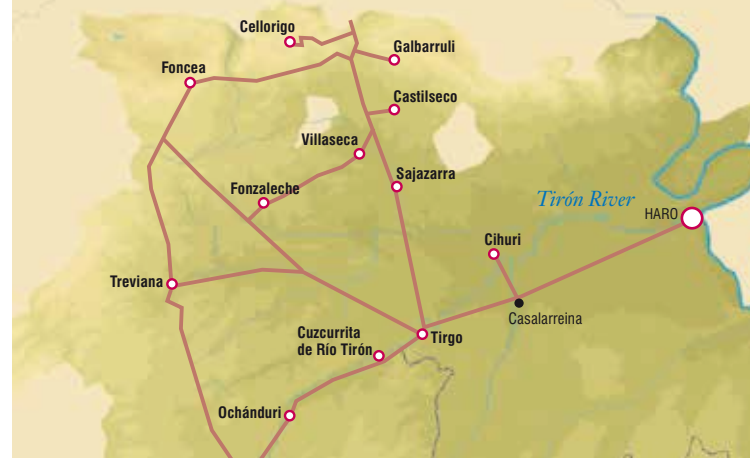 Cellorigo
Galbarruli
Foncea
Castilseco
Villaseca
Sajazarra
Fonzaleche
Tirón River
HARO
Cihuri
Treviana
Casalarreina
Cuzcurrita
de Río Tirón
Tirgo
Ochánduri